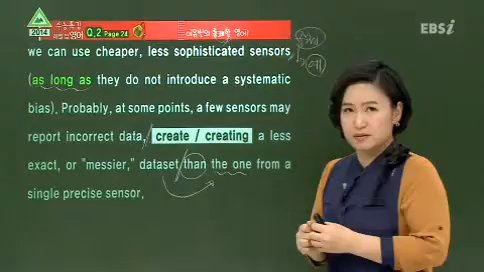 EBSi
2014
Q.2 Page 24
we can use cheaper, less sophisticated sensors
(as long as they do not introduce a systematic
bias). Probably, at some points, a few sensors may
report incorrect data, create / creating a less
exact, or "messier," dataset than the one from a
single precise sensor.